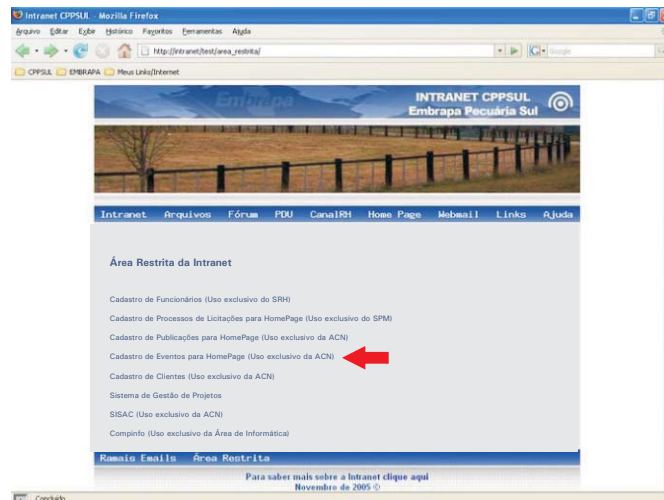 Intranet CPPSUL - Mozilla Firefox
Arquivo Editar Exibir Histórico Favoritos Ferramentas Ajuda
http://intranet/test/area_restrita/
Google
CPPSUL EMBRAPA Meus Links/Internet
Embrapa
INTRANET CPPSUL
Embrapa Pecuária Sul
Intranet Arquivos Fórum PDU CanalRH Home Page Webmail Links Ajuda
Área Restrita da Intranet
Cadastro de Funcionários (Uso exclusivo do SRH)
Cadastro de Processos de Licitações para HomePage (Uso exclusivo do SPM)
Cadastro de Publicações para HomePage (Uso exclusivo da ACN)
Cadastro de Eventos para HomePage (Uso exclusivo da ACN)
Cadastro de Clientes (Uso exclusivo da ACN)
Sistema de Gestão de Projetos
SISAC (Uso exclusivo da ACN)
Compinfo (Uso exclusivo da Área de Informática)
Ramais Emails Área Restrita
Para saber mais sobre a Intranet clique aqui
Novembro de 2005 ©
Concluído